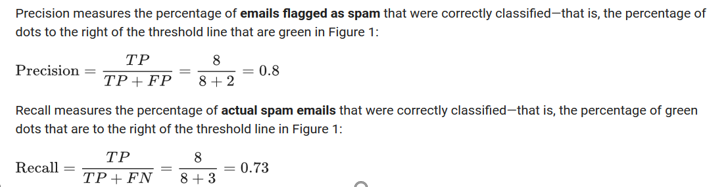 Precision measures the percentage of emails flagged as spam that were correctly classified—that is, the percentage of
dots to the right of the threshold line that are green in Figure 1:
Precision = TP / (TP + FP) = 8 / (8 + 2) = 0.8
Recall measures the percentage of actual spam emails that were correctly classified—that is, the percentage of green
dots that are to the right of the threshold line in Figure 1:
Recall = TP / (TP + FN) = 8 / (8 + 3) = 0.73